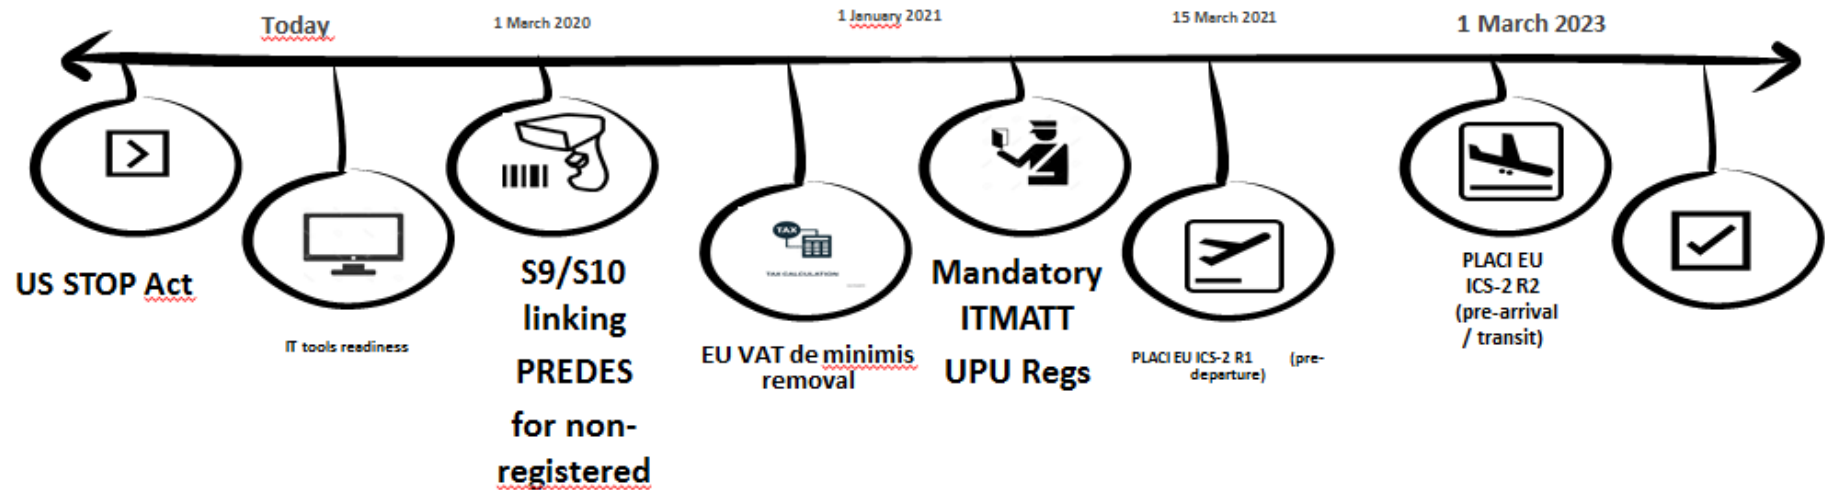 Today
1 March 2020
1 January 2021
15 March 2021
1 March 2023
US STOP Act
IT tools readiness
S9/S10
linking
PREDES
for non-
registered
TAX
TAX CALCULATION
EU VAT de minimis
removal
Mandatory
ITMATT
UPU Regs
PLACI EU ICS-2 R1 (pre-
departure)
PLACI EU
ICS-2 R2
(pre-arrival
/ transit)